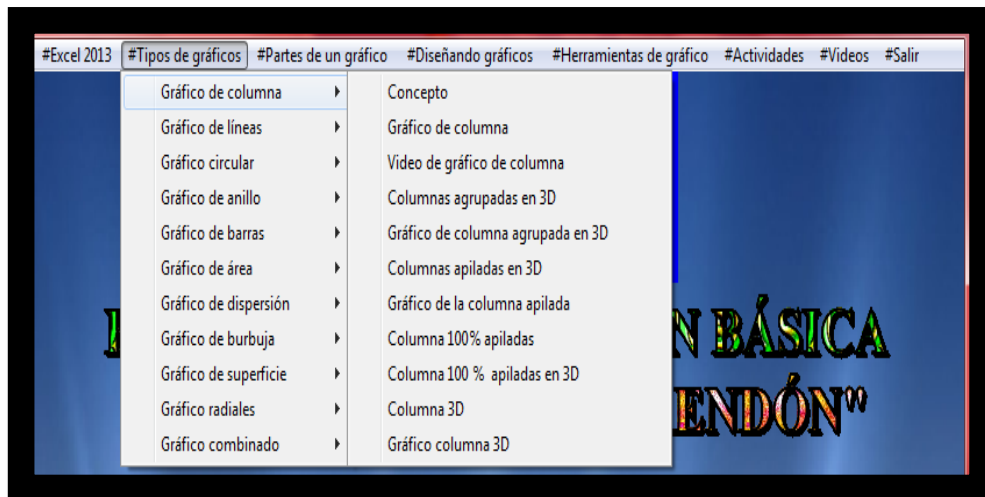 #Excel 2013 #Tipos de gráficos #Partes de un gráfico #Diseñando gráficos #Herramientas de gráfico #Actividades #Videos #Salir
Gráfico de columna
Gráfico de líneas
Gráfico circular
Gráfico de anillo
Gráfico de barras
Gráfico de área
Gráfico de dispersión
Gráfico de burbuja
Gráfico de superficie
Gráfico radiales
Gráfico combinado
Concepto
Gráfico de columna
Video de gráfico de columna
Columnas agrupadas en 3D
Gráfico de columna agrupada en 3D
Columnas apiladas en 3D
Gráfico de la columna apilada
Columna 100% apiladas
Columna 100 % apiladas en 3D
Columna 3D
Gráfico columna 3D
BÁSICA